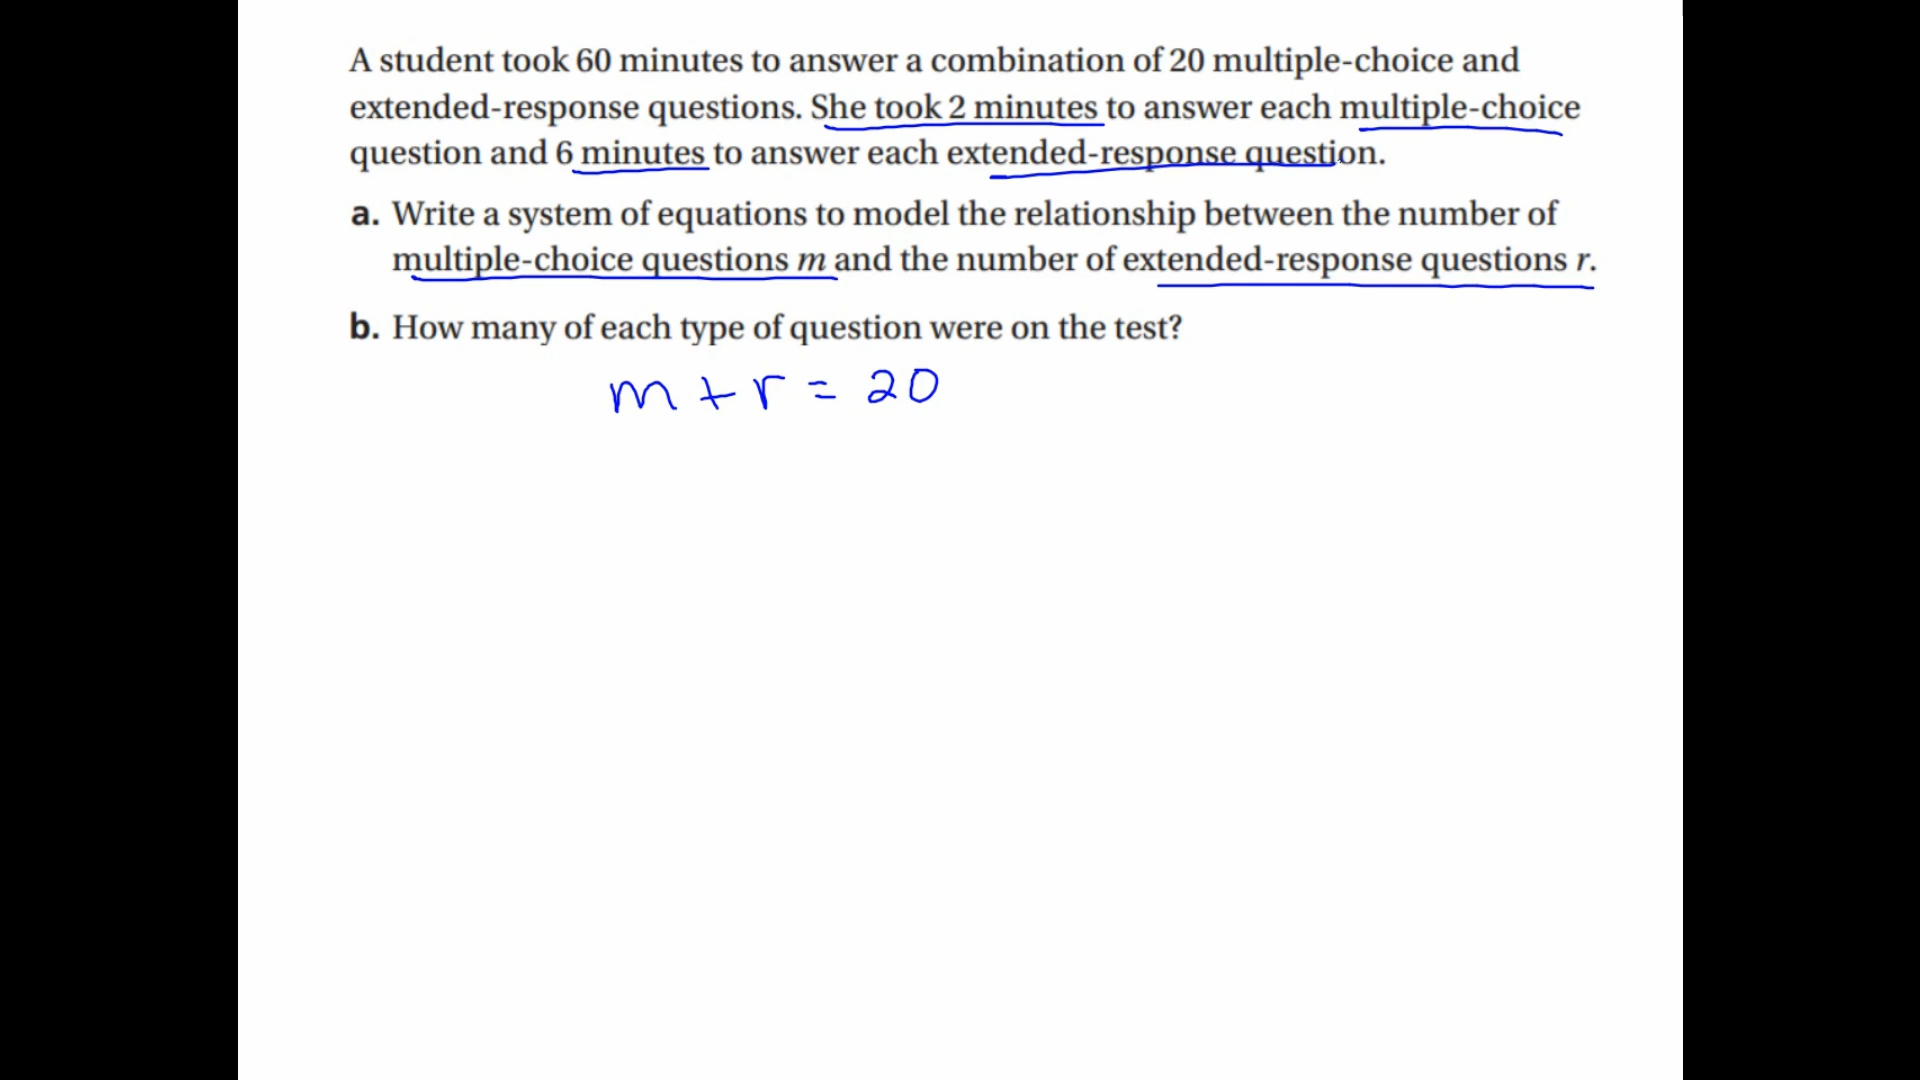 A student took 60 minutes to answer a combination of 20 multiple-choice and
extended-response questions. She took 2 minutes to answer each multiple-choice
question and 6 minutes to answer each extended-response question.
a. Write a system of equations to model the relationship between the number of
multiple-choice questions m and the number of extended-response questions r.
b. How many of each type of question were on the test?
m + r = 20